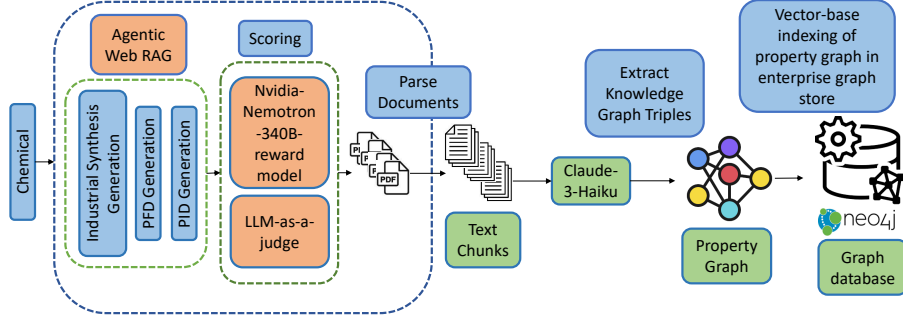 Chemical
Agentic
Web RAG
Industrial Synthesis
Generation
PFD Generation
PID Generation
Scoring
Nvidia-
Nemotron
-340B-
reward
model
LLM-as-a-
judge
Parse
Documents
PDF
Text
Chunks
Claude-
3-Haiku
Extract
Knowledge
Graph Triples
Property
Graph
Vector-base
indexing of
property graph in
enterprise graph
store
neo4j
Graph
database